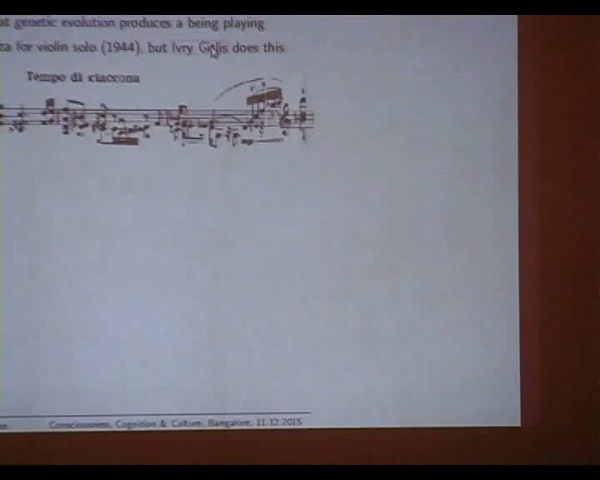 at genetic evolution produces a being playing
ta for violin solo (1944), but Ivry Gitlis does this
Tempo di ciaccona
Consciousness, Cognition & Culture, Bangalore, 11.12.2015